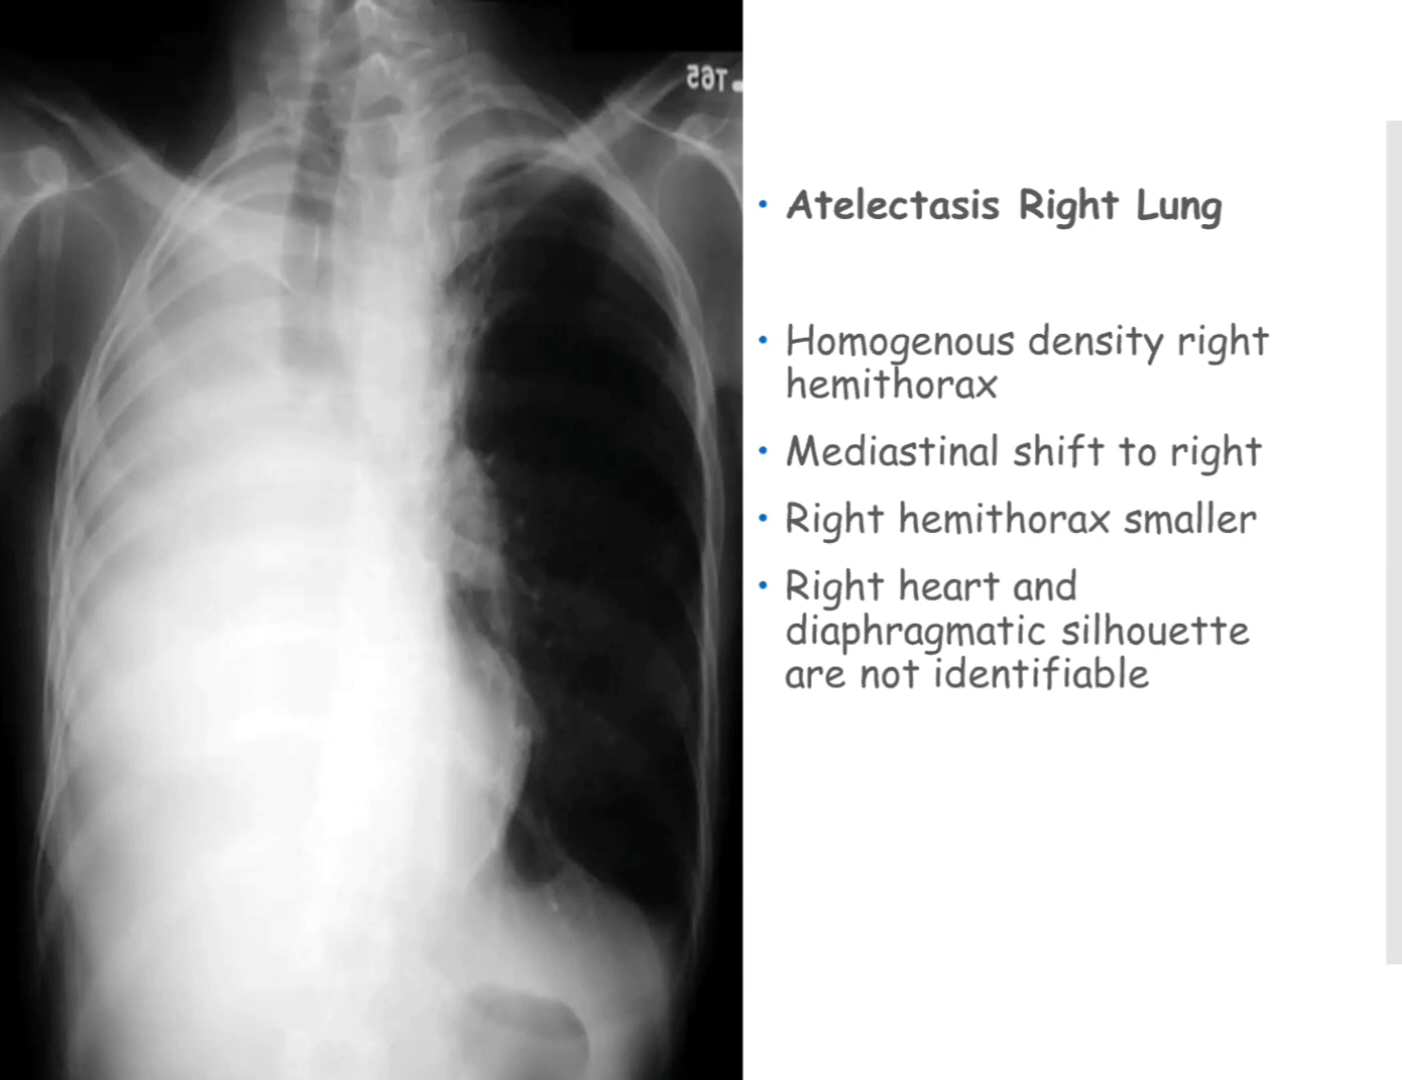 • Atelectasis Right Lung
• Homogenous density right
hemithorax
• Mediastinal shift to right
• Right hemithorax smaller
• Right heart and
diaphragmatic silhouette
are not identifiable